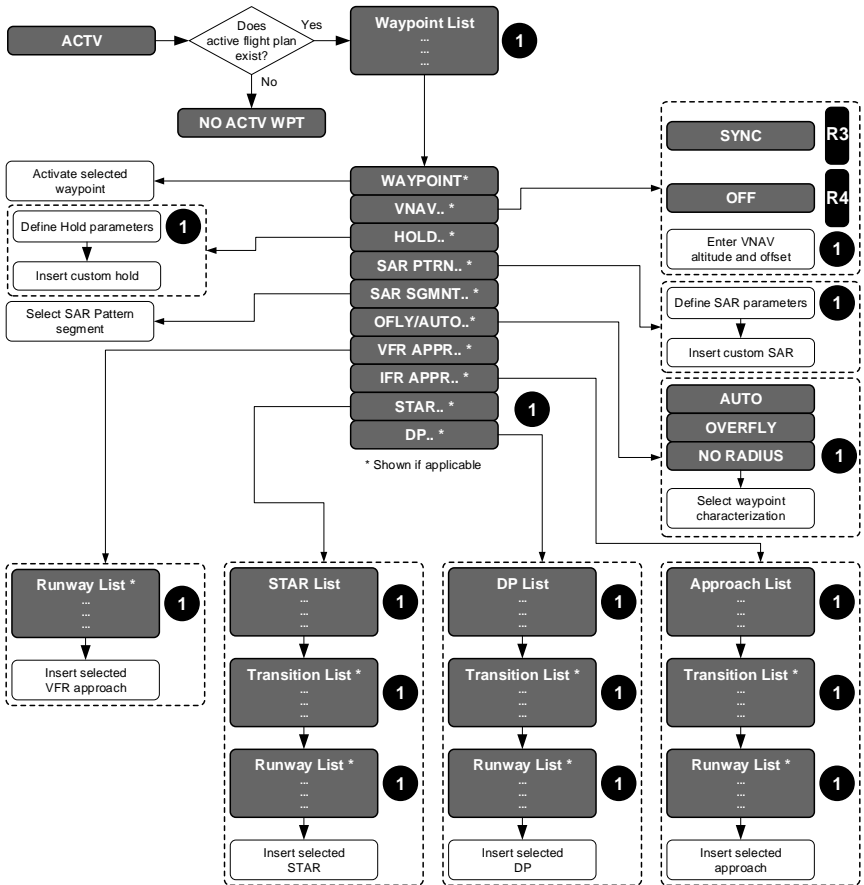 ACTV
Does
active flight plan
exist?
Yes
No
NO ACTV WPT
Waypoint List
...
...
...
1
WAYPOINT*
VNAV.. *
HOLD.. *
SAR PTRN.. *
SAR SGMNT.. *
OFLY/AUTO..*
VFR APPR.. *
IFR APPR.. *
STAR.. *
DP.. *
1
* Shown if applicable
Activate selected
waypoint
Define Hold parameters
1
Insert custom hold
Select SAR Pattern
segment
SYNC
R3
OFF
R4
Enter VNAV
altitude and offset
1
Define SAR parameters
1
Insert custom SAR
AUTO
OVERFLY
NO RADIUS
1
Select waypoint
characterization
Runway List *
...
...
...
1
Insert selected
VFR approach
STAR List
...
...
...
1
Transition List *
...
...
...
1
Runway List *
...
...
...
1
Insert selected
STAR
DP List
...
...
...
1
Transition List *
...
...
...
1
Runway List *
...
...
...
1
Insert selected
DP
Approach List
...
...
...
1
Transition List *
...
...
...
1
Runway List *
...
...
...
1
Insert selected
approach